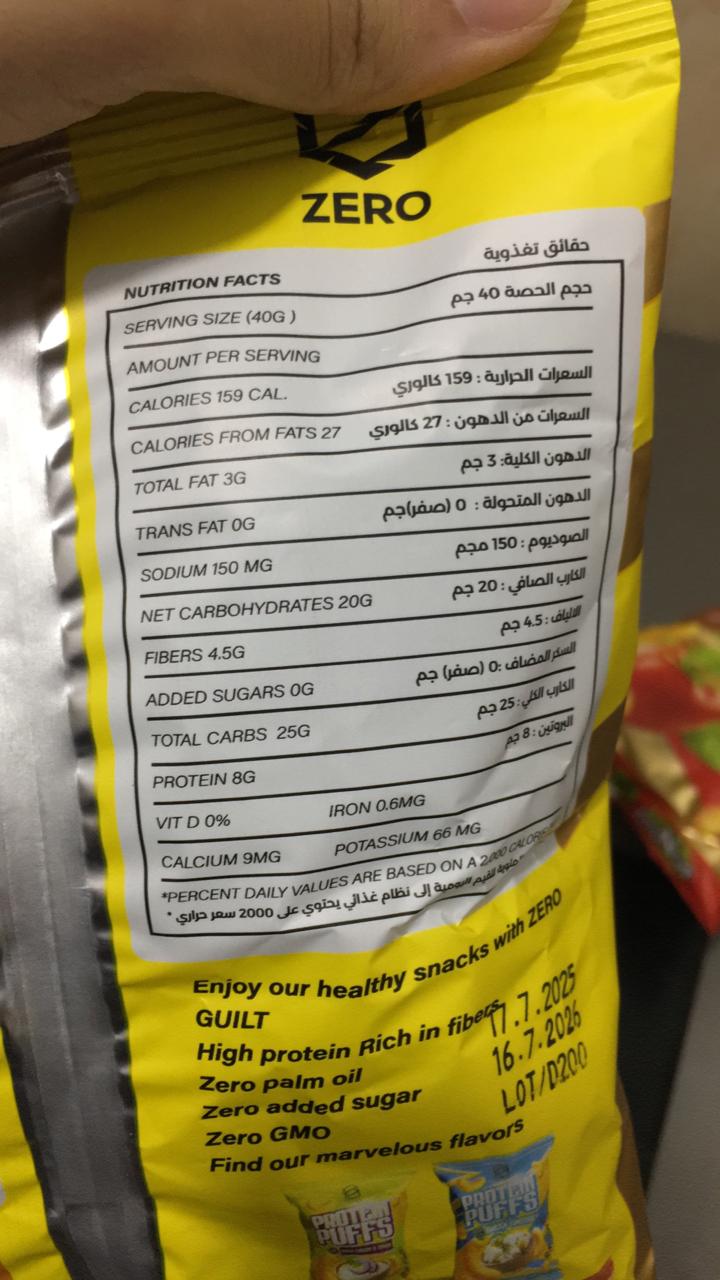 ZERO
حقائق تغذوية
NUTRITION FACTS
SERVING SIZE (40G ) حجم الحصة 40 جم
AMOUNT PER SERVING
CALORIES 159 CAL. السعرات الحرارية : 159 كالوري
CALORIES FROM FATS 27 السعرات من الدهون : 27 كالوري
TOTAL FAT 3G الدهون الكلية: 3 جم
TRANS FAT 0G الدهون المتحولة : 0 (صفر)جم
SODIUM 150 MG الصوديوم : 150 مجم
NET CARBOHYDRATES 20G الكارب الصافي : 20 جم
FIBERS 4.5G الالياف : 4.5 جم
ADDED SUGARS 0G السكر المضاف :0 (صفر) جم
TOTAL CARBS 25G الكارب الكلي : 25 جم
PROTEIN 8G البروتين : 8 جم
VIT D 0% IRON 0.6MG
CALCIUM 9MG POTASSIUM 66 MG
*PERCENT DAILY VALUES ARE BASED ON A 2,000 CALORIE
اليومية إلى نظام غذائي يحتوي على 2000 سعر حراري *
Enjoy our healthy snacks with ZERO
GUILT
High protein Rich in fibers
Zero palm oil
Zero added sugar
Zero GMO
Find our marvelous flavors
17.7.2025
16.7.2026
LOT/D200
PROTEIN
PUFFS
PROTEIN
PUFFS